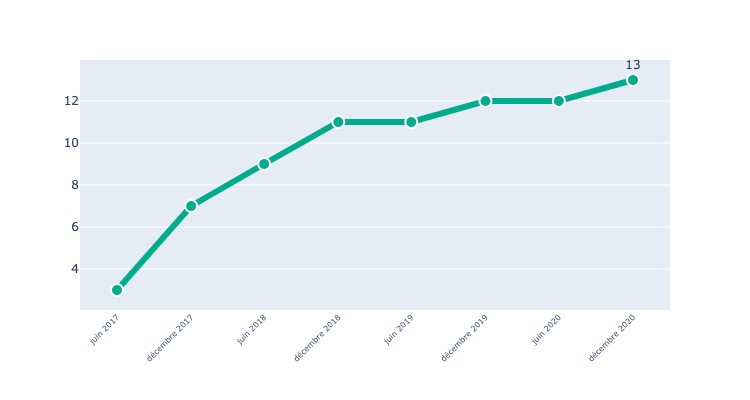 13
12
10
8
6
4
juin 2017
décembre 2017
juin 2018
décembre 2018
juin 2019
décembre 2019
juin 2020
décembre 2020